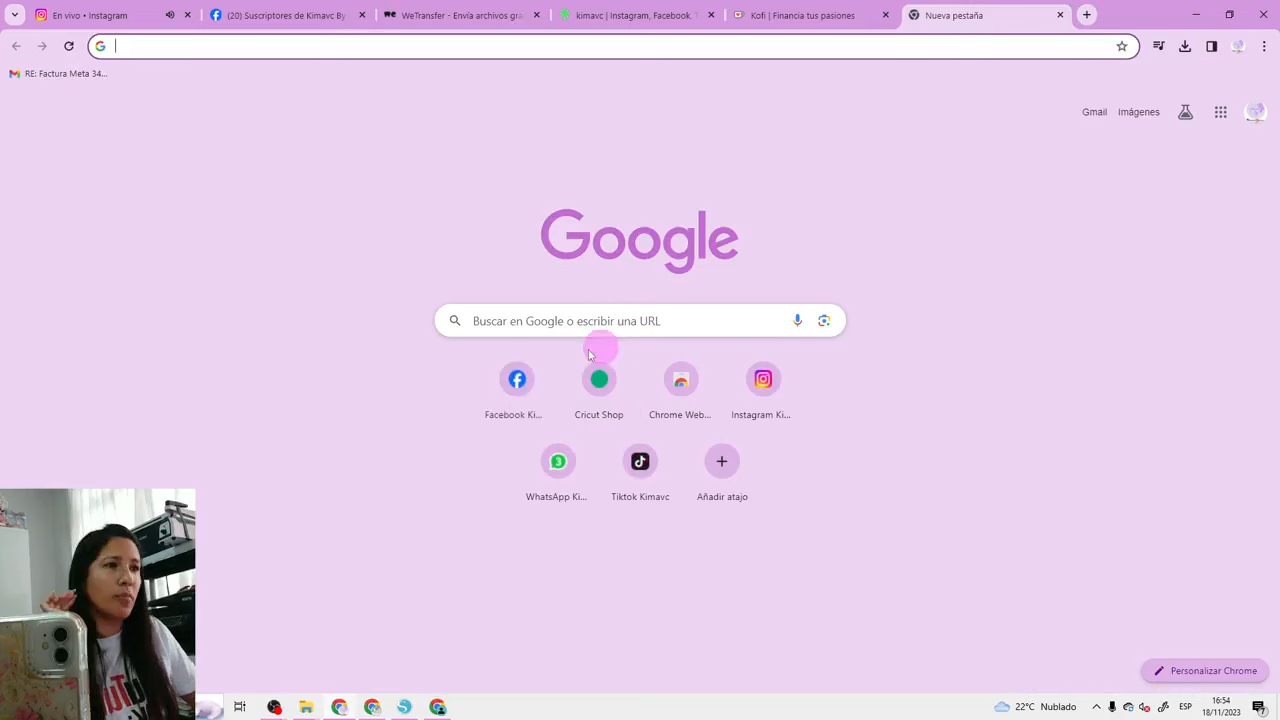 En vivo • Instagram
(20) Suscriptores de Kimavc By
WeTransfer - Envía archivos gra
kimavc | Instagram, Facebook, T
Kofi | Financia tus pasiones
Nueva pestaña
RE: Factura Meta 34...
Gmail
Imágenes
Google
Buscar en Google o escribir una URL
Facebook Ki...
Cricut Shop
Chrome Web...
Instagram Ki...
3
WhatsApp Ki...
Tiktok Kimavc
Añadir atajo
Personalizar Chrome
22°C Nublado
ESP
16:54
18/11/2023